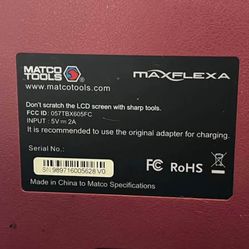 MATCO
TOOLS
www.matcotools.com
MAXFLEXA
Don't scratch the LCD screen with sharp tools.
FCC ID : 057TBX605FC
INPUT : 5V ⎓ 2A
It is recommended to use the original adapter for charging.
Serial No.:
S/N989716005628 V0
FC RoHS
Made in China to Matco Specifications